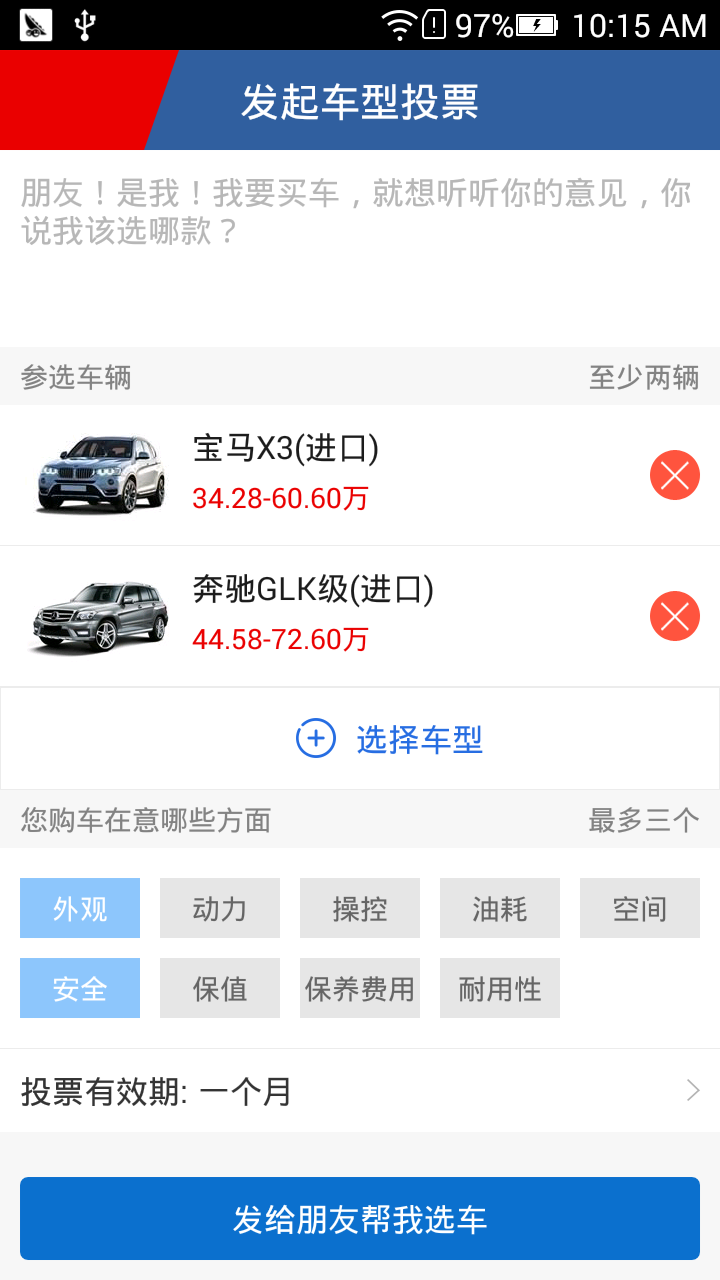 97% 10:15 AM
发起车型投票
朋友！是我！我要买车，就想听听你的意见，你
说我该选哪款？
参选车辆 至少两辆
宝马X3(进口)
34.28-60.60万
奔驰GLK级(进口)
44.58-72.60万
选择车型
您购车在意哪些方面 最多三个
外观 动力 操控 油耗 空间
安全 保值 保养费用 耐用性
投票有效期: 一个月
发给朋友帮我选车